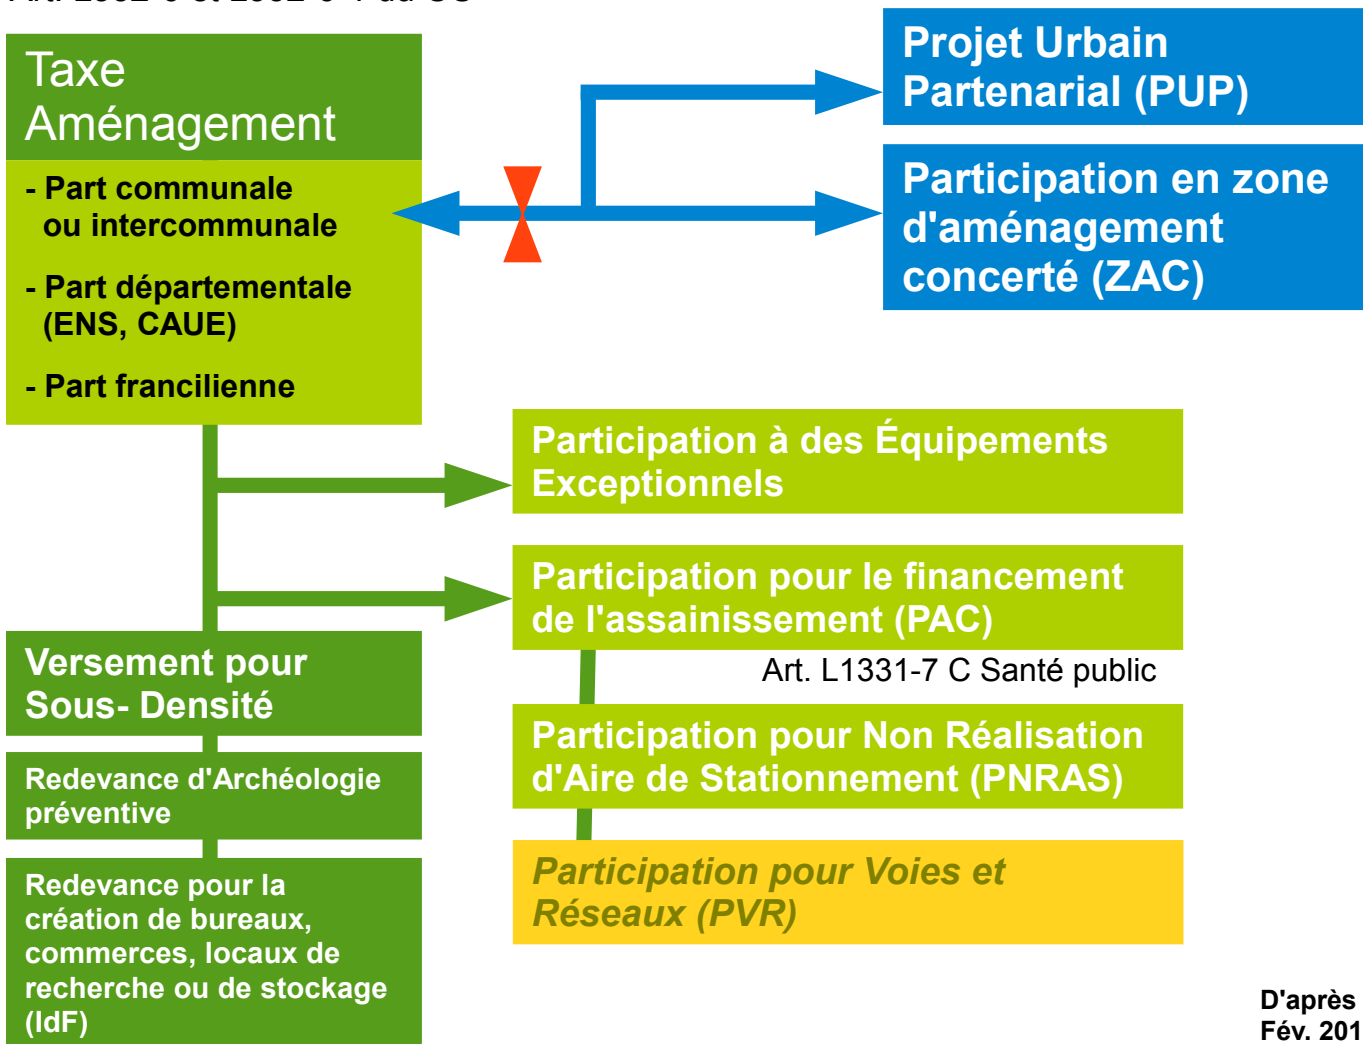 Taxe
Aménagement
- Part communale
ou intercommunale
- Part départementale
(ENS, CAUE)
- Part francilienne
Projet Urbain
Partenarial (PUP)
Participation en zone
d'aménagement
concerté (ZAC)
Participation à des Équipements
Exceptionnels
Participation pour le financement
de l'assainissement (PAC)
Art. L1331-7 C Santé public
Versement pour
Sous- Densité
Participation pour Non Réalisation
d'Aire de Stationnement (PNRAS)
Redevance d'Archéologie
préventive
Participation pour Voies et
Réseaux (PVR)
Redevance pour la
création de bureaux,
commerces, locaux de
recherche ou de stockage
(IdF)
D'après
Fév. 201